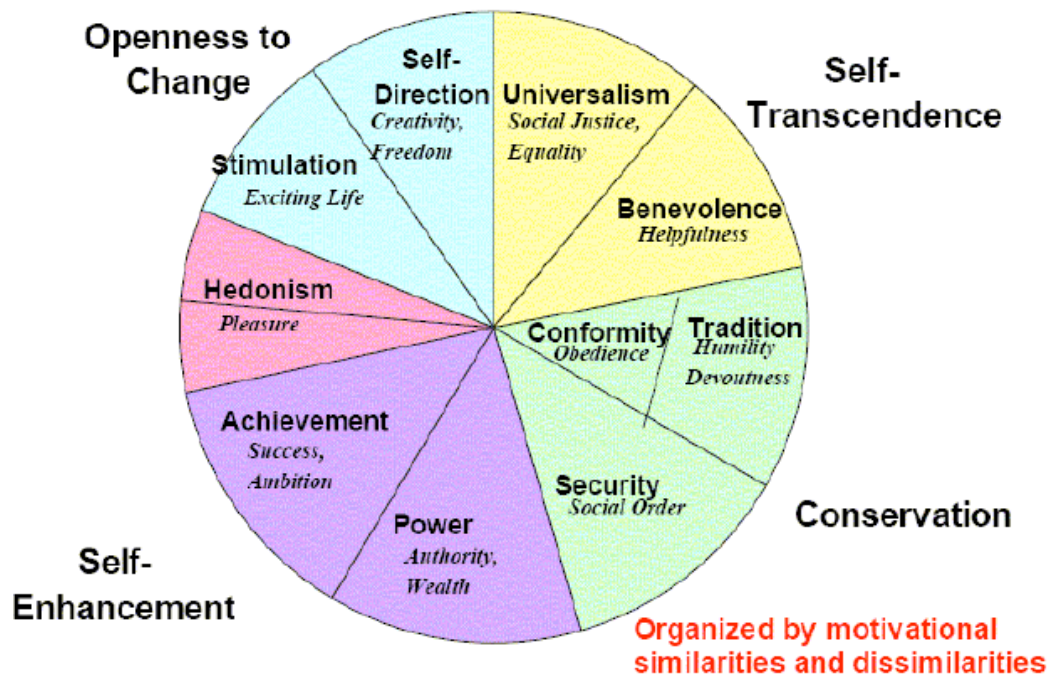 Openness to
Change
Self-
Direction
Creativity,
Freedom
Universalism
Social Justice,
Equality
Self-
Transcendence
Stimulation
Exciting Life
Benevolence
Helpfulness
Hedonism
Pleasure
Conformity
Obedience
Tradition
Humility
Devoutness
Achievement
Success,
Ambition
Security
Social Order
Conservation
Power
Authority,
Wealth
Self-
Enhancement
Organized by motivational
similarities and dissimilarities